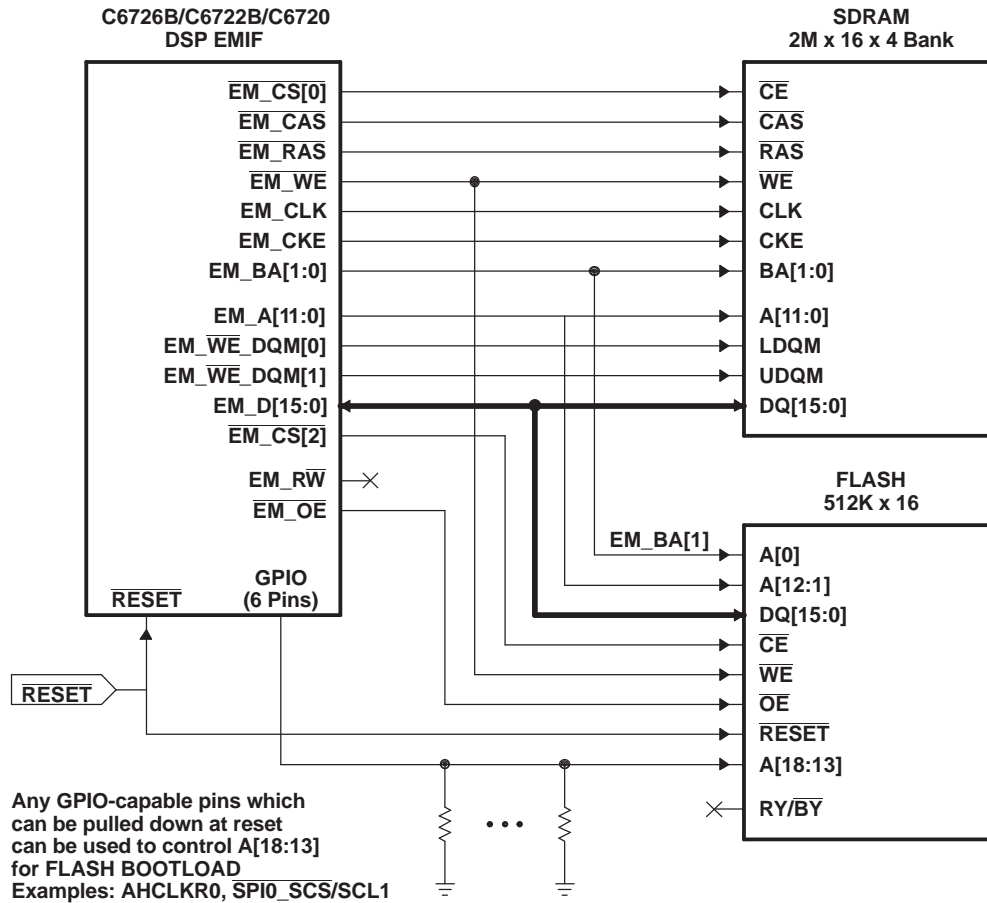 C6726B/C6722B/C6720
DSP EMIF
EM_CS[0]
EM_CAS
EM_RAS
EM_WE
EM_CLK
EM_CKE
EM_BA[1:0]
EM_A[11:0]
EM_WE_DQM[0]
EM_WE_DQM[1]
EM_D[15:0]
EM_CS[2]
EM_RW
EM_OE
GPIO
(6 Pins)
RESET
SDRAM
2M x 16 x 4 Bank
CE
CAS
RAS
WE
CLK
CKE
BA[1:0]
A[11:0]
LDQM
UDQM
DQ[15:0]
FLASH
512K x 16
EM_BA[1]
A[0]
A[12:1]
DQ[15:0]
CE
WE
OE
RESET
A[18:13]
RY/BY
RESET
Any GPIO-capable pins which
can be pulled down at reset
can be used to control A[18:13]
for FLASH BOOTLOAD
Examples: AHCLKR0, SPI0_SCS/SCL1